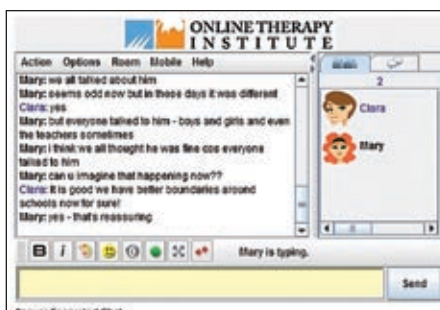 ONLINE THERAPY
INSTITUTE
Action Options Room Mobile Help
Mary: we all talked about him
Mary: seems odd now but in those days it was different
Clara: yes
Mary: but everyone talked to him - boys and girls and even
the teachers sometimes
Mary: i think we all thought he was fine cos everyone
talked to him
Mary: can u imagine that happening now??
Clara: It is good we have better boundaries around
schools now for sure!
Mary: yes - that's reassuring
2
Clara
Mary
B i
Mary is typing.
Send